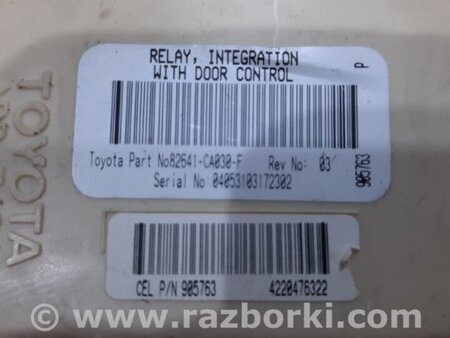 RELAY, INTEGRATION
WITH DOOR CONTROL
P
Toyota Part No82641-CA030-F Rev No: 03
Serial No 04053103172302
905763
CEL P/N 905763 4220476322
TOYOTA
© www.razborki.com